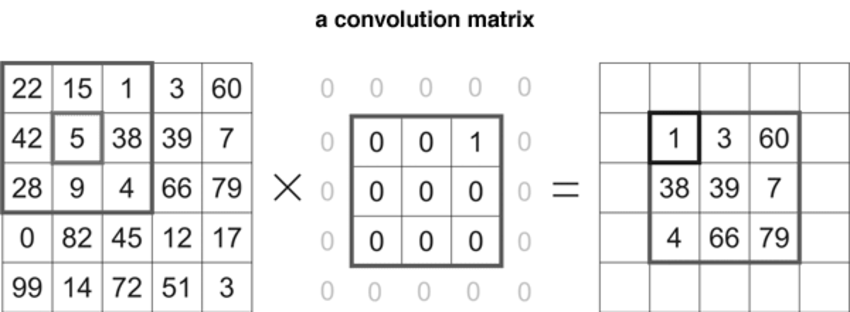 a convolution matrix
22 15 1 3 60 0 0 0 0 0
42 5 38 39 7 0 0 0 1 0 1 3 60
28 9 4 66 79 × 0 0 0 0 0 = 38 39 7
0 82 45 12 17 0 0 0 0 0 4 66 79
99 14 72 51 3 0 0 0 0 0